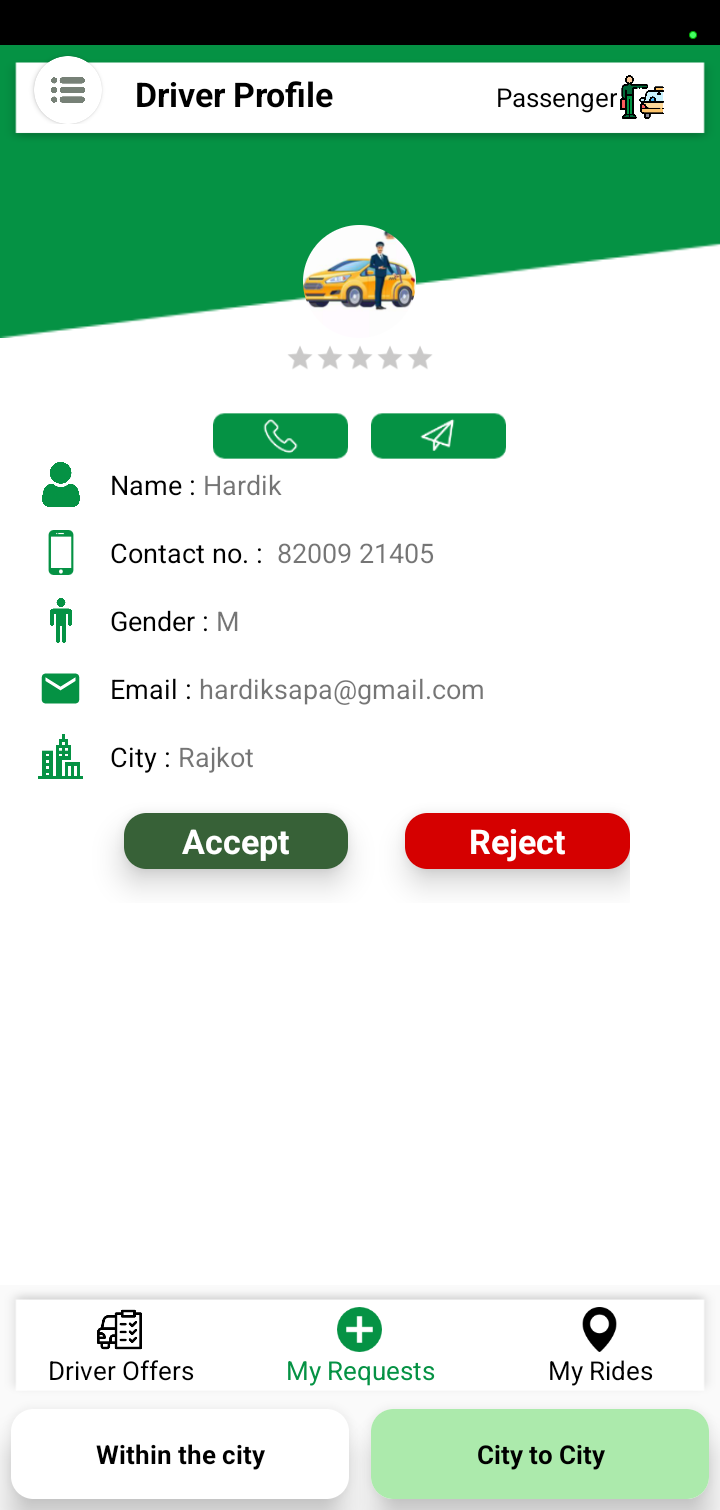 Driver Profile
Passenger
Name : Hardik
Contact no. : 82009 21405
Gender : M
Email : hardiksapa@gmail.com
City : Rajkot
Accept
Reject
Driver Offers
My Requests
My Rides
Within the city
City to City